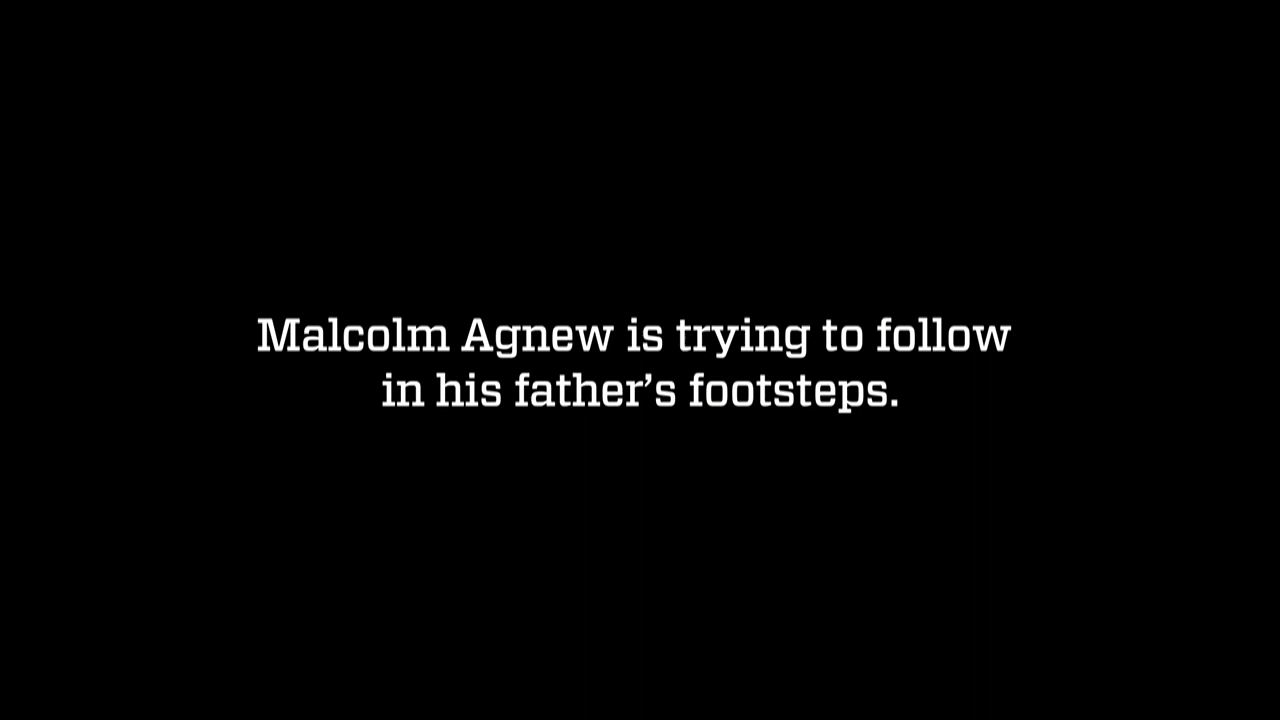 Malcolm Agnew is trying to follow
in his father’s footsteps.